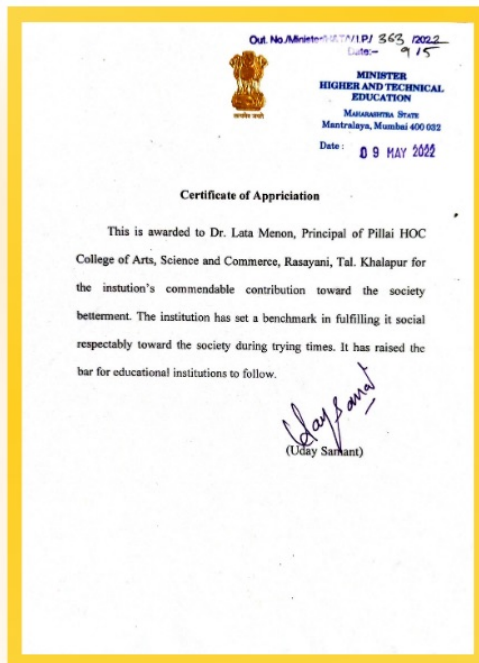 Out. No./Minister/H&TE/I.P./ 363 /2022
Date:- 9/5
सत्यमेव जयते
MINISTER
HIGHER AND TECHNICAL
EDUCATION
MAHARASHTRA STATE
Mantralaya, Mumbai 400 032
Date : 09 MAY 2022
Certificate of Appriciation
This is awarded to Dr. Lata Menon, Principal of Pillai HOC
College of Arts, Science and Commerce, Rasayani, Tal. Khalapur for
the instution's commendable contribution toward the society
betterment. The institution has set a benchmark in fulfilling it social
respectably toward the society during trying times. It has raised the
bar for educational institutions to follow.
Uday Samant
(Uday Samant)